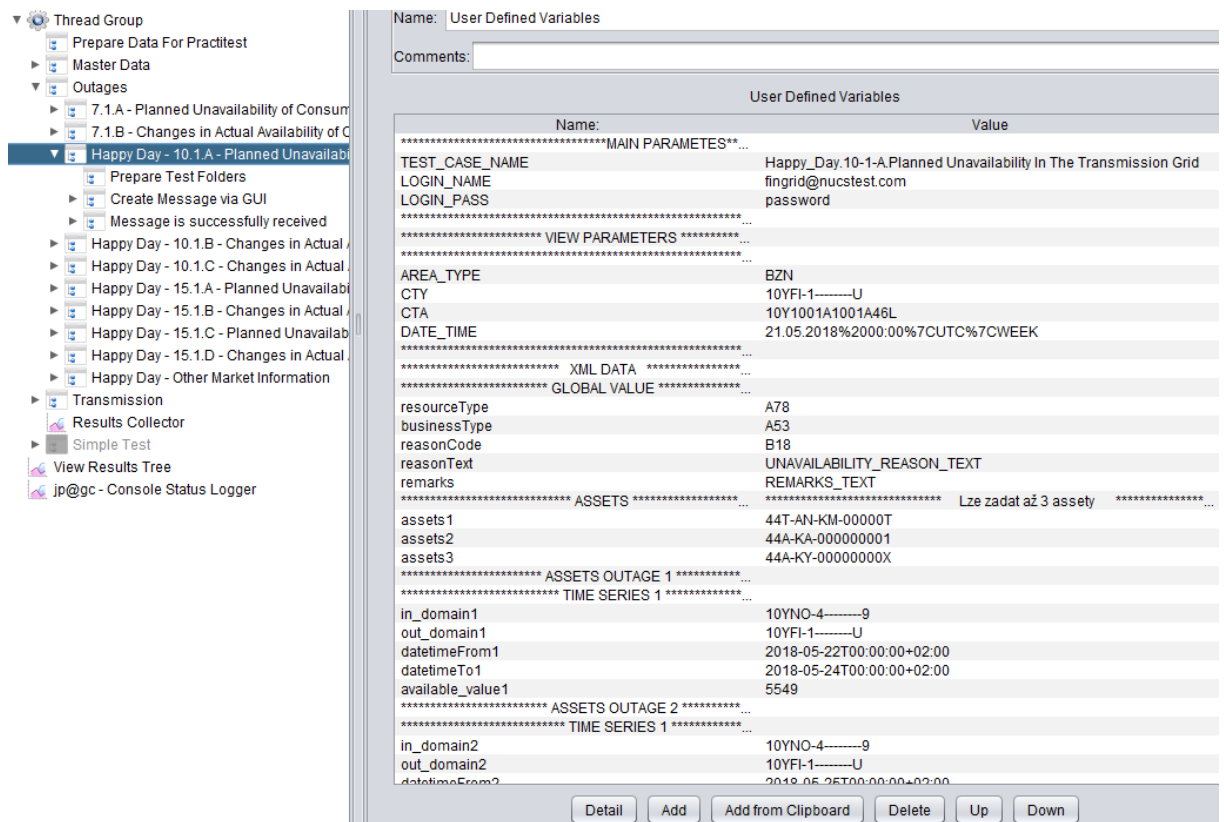 Thread Group
Prepare Data For Practitest
Master Data
Outages
7.1.A - Planned Unavailability of Consum
7.1.B - Changes in Actual Availability of C
Happy Day - 10.1.A - Planned Unavailabi
Prepare Test Folders
Create Message via GUI
Message is successfully received
Happy Day - 10.1.B - Changes in Actual
Happy Day - 10.1.C - Changes in Actual
Happy Day - 15.1.A - Planned Unavailabi
Happy Day - 15.1.B - Changes in Actual
Happy Day - 15.1.C - Planned Unavailab
Happy Day - 15.1.D - Changes in Actual
Happy Day - Other Market Information
Transmission
Results Collector
Simple Test
View Results Tree
jp@gc - Console Status Logger
Name: User Defined Variables
Comments:
User Defined Variables
Name: Value
***********************************MAIN PARAMETES**...
TEST_CASE_NAME Happy_Day.10-1-A.Planned Unavailability In The Transmission Grid
LOGIN_NAME fingrid@nucstest.com
LOGIN_PASS password
**********************************************************...
************************ VIEW PARAMETERS **********...
**********************************************************...
AREA_TYPE BZN
CTY 10YFI-1--------U
CTA 10Y1001A1001A46L
DATE_TIME 21.05.2018%2000:00%7CUTC%7CWEEK
**********************************************************...
*************************** XML DATA ****************...
************************* GLOBAL VALUE **************...
resourceType A78
businessType A53
reasonCode B18
reasonText UNAVAILABILITY_REASON_TEXT
remarks REMARKS_TEXT
***************************** ASSETS ******************... ****************************** Lze zadat až 3 assety ***************...
assets1 44T-AN-KM-00000T
assets2 44A-KA-000000001
assets3 44A-KY-00000000X
************************ ASSETS OUTAGE 1 ***********...
*************************** TIME SERIES 1 *************...
in_domain1 10YNO-4--------9
out_domain1 10YFI-1--------U
datetimeFrom1 2018-05-22T00:00:00+02:00
datetimeTo1 2018-05-24T00:00:00+02:00
available_value1 5549
************************* ASSETS OUTAGE 2 **********...
**************************** TIME SERIES 1 ************...
in_domain2 10YNO-4--------9
out_domain2 10YFI-1--------U
datetimeFrom2 2018-05-25T00:00:00+02:00
Detail Add Add from Clipboard Delete Up Down